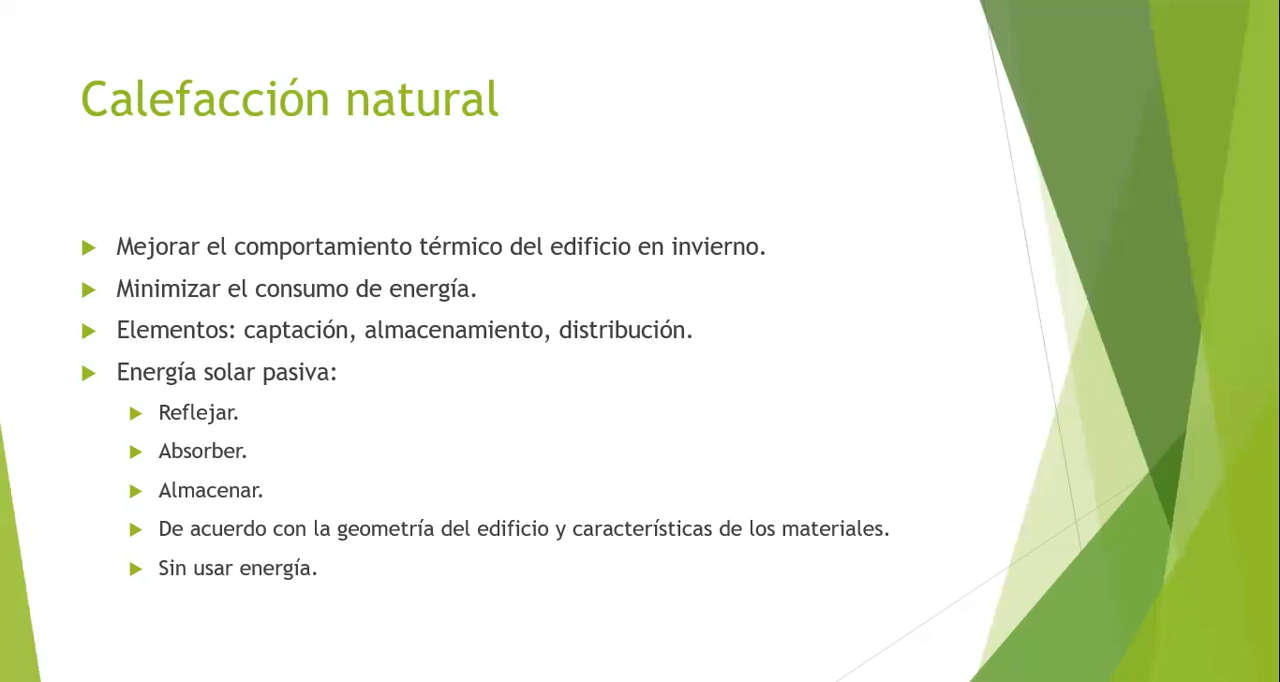 Calefacción natural
Mejorar el comportamiento térmico del edificio en invierno.
Minimizar el consumo de energía.
Elementos: captación, almacenamiento, distribución.
Energía solar pasiva:
Reflejar.
Absorber.
Almacenar.
De acuerdo con la geometría del edificio y características de los materiales.
Sin usar energía.